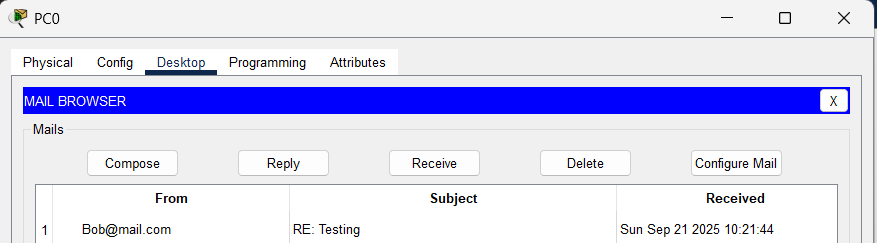 PC0
Physical Config Desktop Programming Attributes
MAIL BROWSER X
Mails
Compose Reply Receive Delete Configure Mail
From Subject Received
1 Bob@mail.com RE: Testing Sun Sep 21 2025 10:21:44